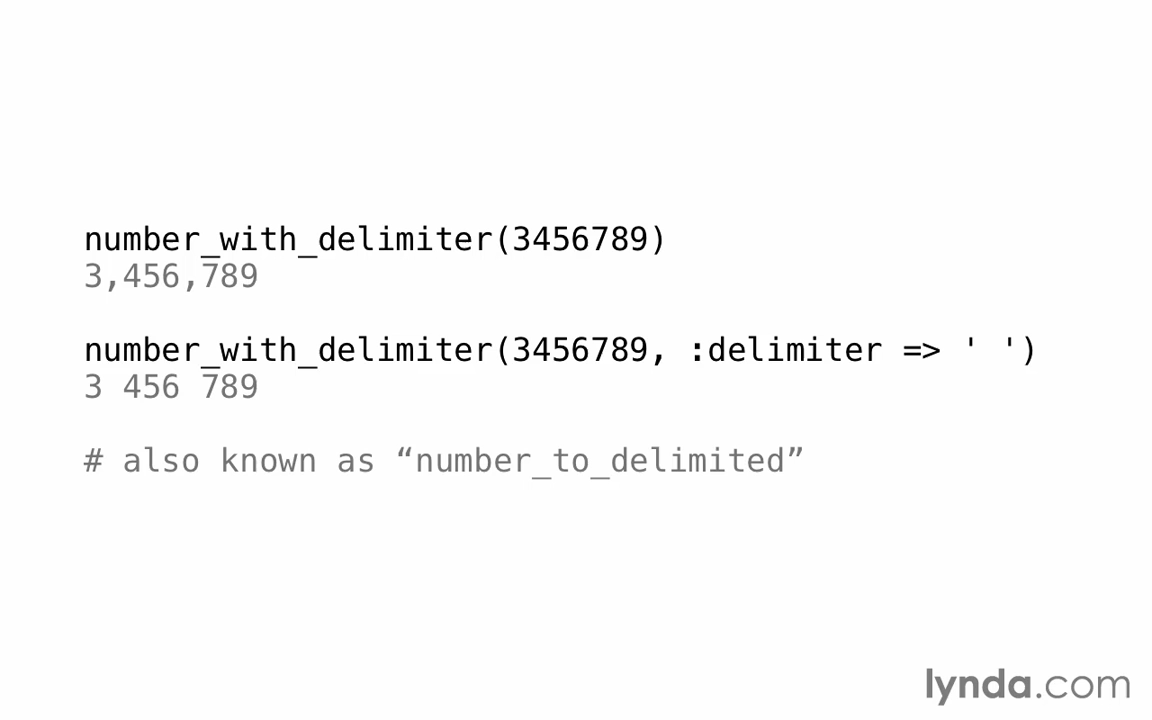 number_with_delimiter(3456789)
3,456,789
number_with_delimiter(3456789, :delimiter => ' ')
3 456 789
# also known as “number_to_delimited”
lynda.com